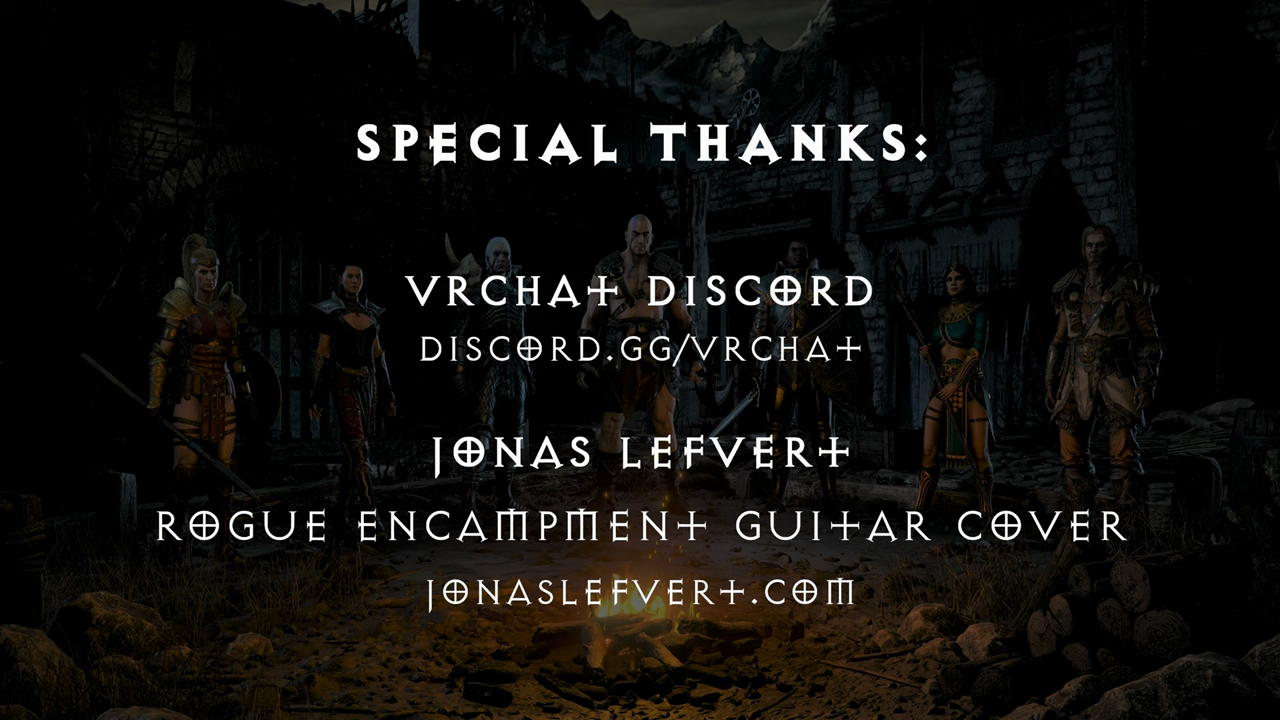 SPECIAL THANKS:
VRCHAT DISCORD
DISCORD.GG/VRCHAT
JONAS LEFVERT
ROGUE ENCAMPMENT GUITAR COVER
JONASLEFVERT.COM